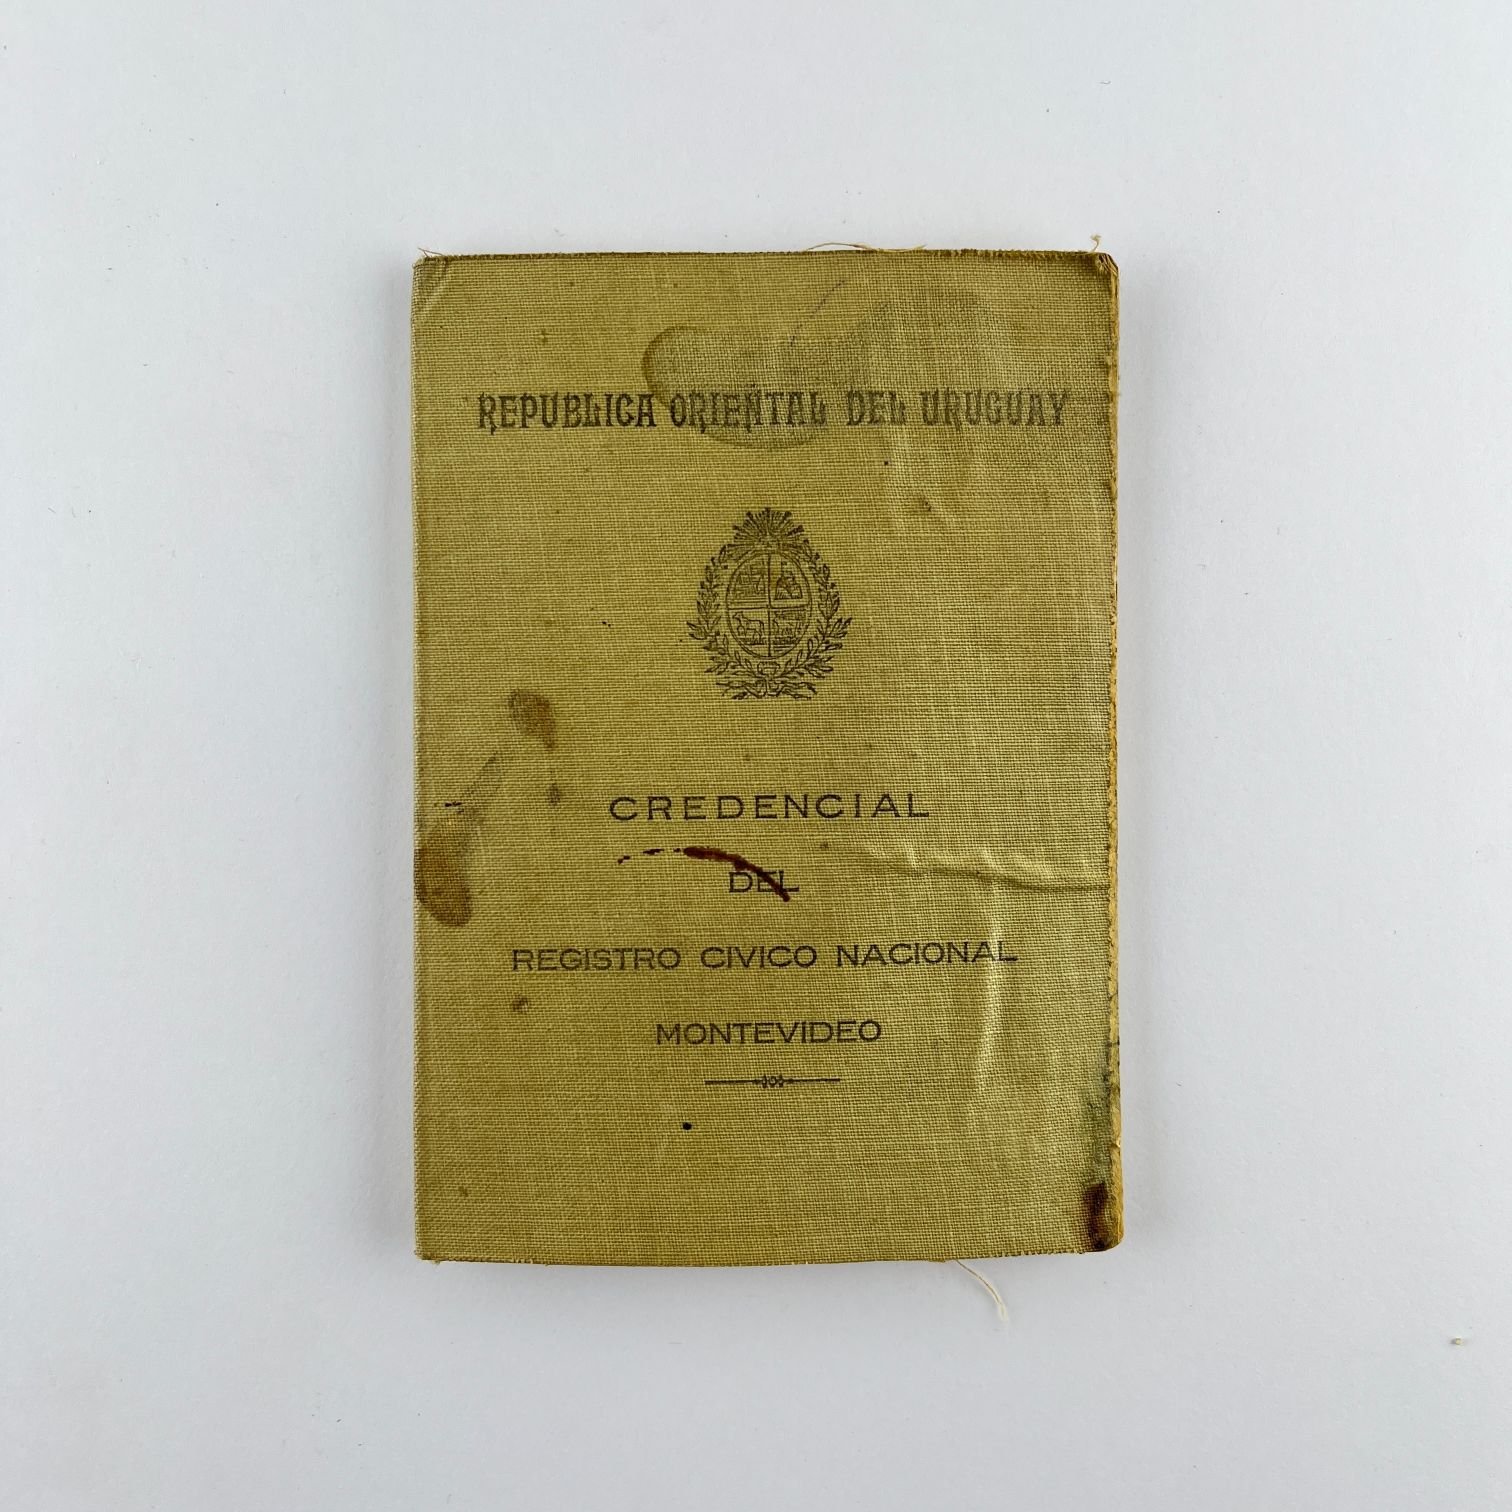 REPUBLICA ORIENTAL DEL URUGUAY
CREDENCIAL
DEL
REGISTRO CIVICO NACIONAL
MONTEVIDEO